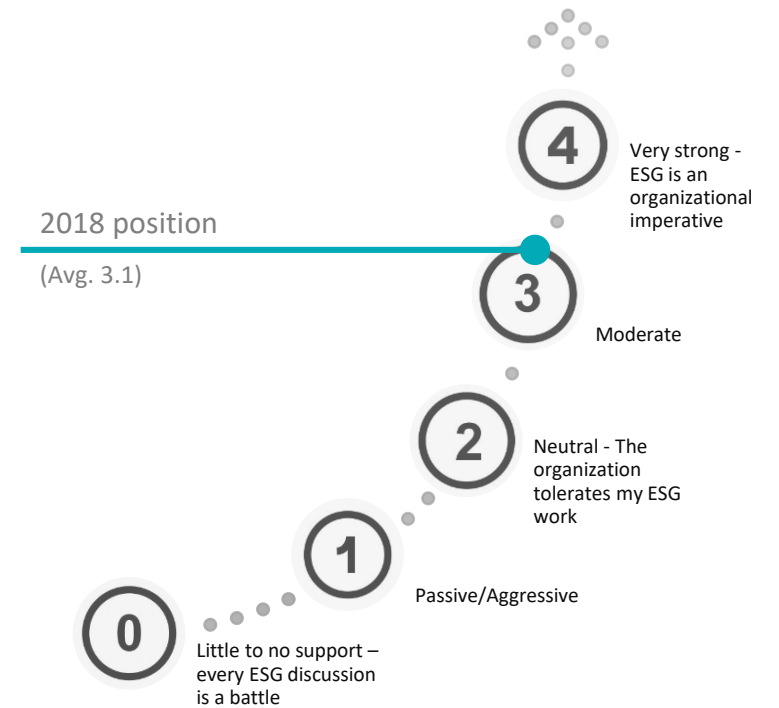 4
Very strong -
ESG is an
organizational
imperative
2018 position
(Avg. 3.1)
3
Moderate
2
Neutral - The
organization
tolerates my ESG
work
1
Passive/Aggressive
0
Little to no support –
every ESG discussion
is a battle